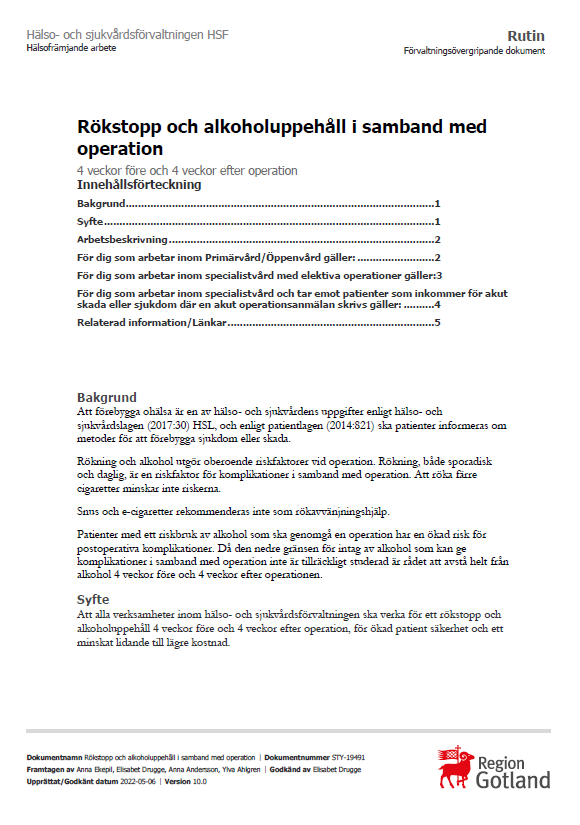 Hälso- och sjukvårdsförvaltningen HSF
Hälsofrämjande arbete
Rutin
Förvaltningsövergripande dokument
Rökstopp och alkoholuppehåll i samband med
operation
4 veckor före och 4 veckor efter operation
Innehållsförteckning
Bakgrund...........................................................................................1
Syfte..................................................................................................1
Arbetsbeskrivning..............................................................................2
För dig som arbetar inom Primärvård/Öppenvård gäller: .....................2
För dig som arbetar inom specialistvård med elektiva operationer gäller:3
För dig som arbetar inom specialistvård och tar emot patienter som inkommer för akut
skada eller sjukdom där en akut operationsanmälan skrivs gäller: ..........4
Relaterad information/Länkar..............................................................5
Bakgrund
Att förebygga ohälsa är en av hälso- och sjukvårdens uppgifter enligt hälso- och
sjukvårdslagen (2017:30) HSL, och enligt patientlagen (2014:821) ska patienter informeras om
metoder för att förebygga sjukdom eller skada.
Rökning och alkohol utgör oberoende riskfaktorer vid operation. Rökning, både sporadisk
och daglig, är en riskfaktor för komplikationer i samband med operation. Att röka färre
cigaretter minskar inte riskerna.
Snus och e-cigaretter rekommenderas inte som rökavvänjningshjälp.
Patienter med ett riskbruk av alkohol som ska genomgå en operation har en ökad risk för
postoperativa komplikationer. Då den nedre gränsen för intag av alkohol som kan ge
komplikationer i samband med operation inte är tillräckligt studerad är rådet att avstå helt från
alkohol 4 veckor före och 4 veckor efter operationen.
Syfte
Att alla verksamheter inom hälso- och sjukvårdsförvaltningen ska verka för ett rökstopp och
alkoholuppehåll 4 veckor före och 4 veckor efter operation, för ökad patient säkerhet och ett
minskat lidande till lägre kostnad.
Dokumentnamn Rökstopp och alkoholuppehåll i samband med operation | Dokumentnummer STY-19491
Framtagen av Anna Ekepil, Elisabet Drugge, Anna Andersson, Ylva Ahlgren | Godkänd av Elisabet Drugge
Upprättat/Godkänt datum 2022-05-06 | Version 10.0
Region
Gotland